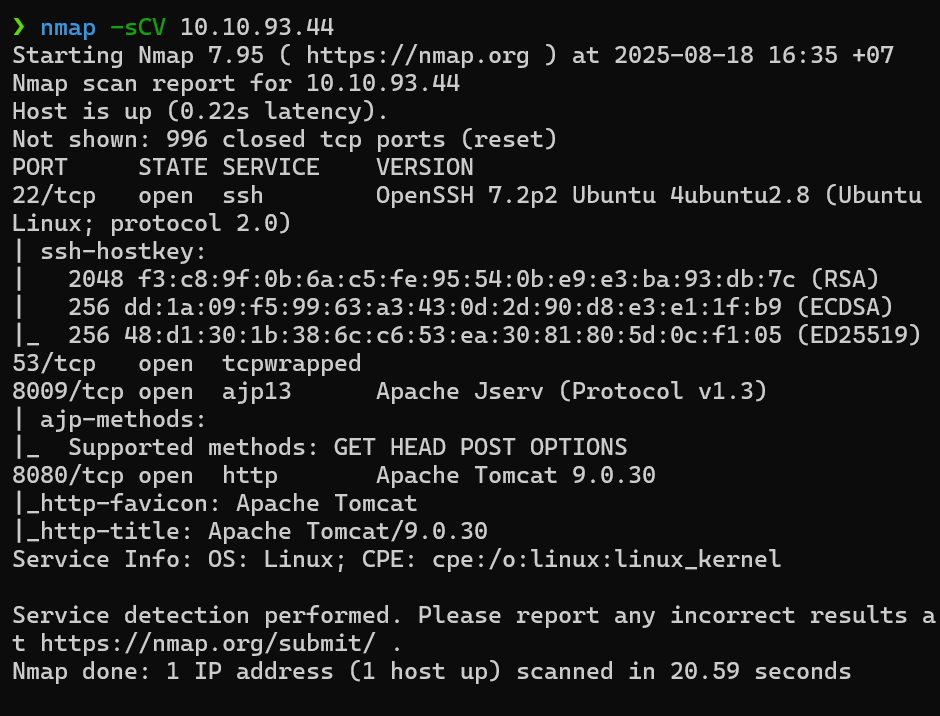 ❯ nmap -sCV 10.10.93.44
Starting Nmap 7.95 ( https://nmap.org ) at 2025-08-18 16:35 +07
Nmap scan report for 10.10.93.44
Host is up (0.22s latency).
Not shown: 996 closed tcp ports (reset)
PORT     STATE SERVICE    VERSION
22/tcp   open  ssh        OpenSSH 7.2p2 Ubuntu 4ubuntu2.8 (Ubuntu
Linux; protocol 2.0)
| ssh-hostkey:
|   2048 f3:c8:9f:0b:6a:c5:fe:95:54:0b:e9:e3:ba:93:db:7c (RSA)
|   256 dd:1a:09:f5:99:63:a3:43:0d:2d:90:d8:e3:e1:1f:b9 (ECDSA)
|_  256 48:d1:30:1b:38:6c:c6:53:ea:30:81:80:5d:0c:f1:05 (ED25519)
53/tcp   open  tcpwrapped
8009/tcp open  ajp13      Apache Jserv (Protocol v1.3)
| ajp-methods:
|_  Supported methods: GET HEAD POST OPTIONS
8080/tcp open  http       Apache Tomcat 9.0.30
|_http-favicon: Apache Tomcat
|_http-title: Apache Tomcat/9.0.30
Service Info: OS: Linux; CPE: cpe:/o:linux:linux_kernel

Service detection performed. Please report any incorrect results a
t https://nmap.org/submit/ .
Nmap done: 1 IP address (1 host up) scanned in 20.59 seconds